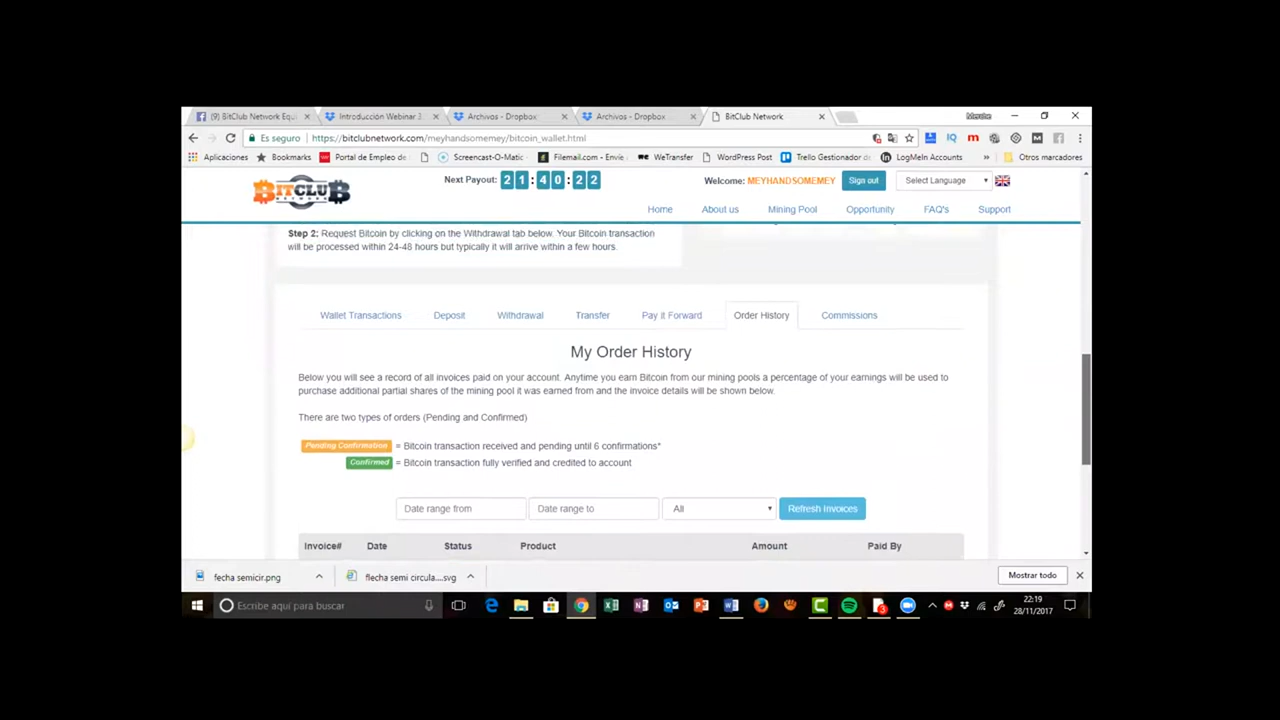 (9) BitClub Network Equi
Introducción Webinar 3
Archivos - Dropbox
Archivos - Dropbox
BitClub Network
Merche
Es seguro
https://bitclubnetwork.com/meyhandsomemey/bitcoin_wallet.html
Aplicaciones
Bookmarks
Portal de Empleo de
Screencast-O-Matic -
Filemail.com - Envíe
WeTransfer
WordPress Post
Trello Gestionador de
LogMeIn Accounts
»
Otros marcadores
BITCLUB
NETWORK
Next Payout: 21:40:22
Welcome: MEYHANDSOMEMEY
Sign out
Select Language
Home
About us
Mining Pool
Opportunity
FAQ's
Support
Step 2: Request Bitcoin by clicking on the Withdrawal tab below. Your Bitcoin transaction
will be processed within 24-48 hours but typically it will arrive within a few hours.
Wallet Transactions
Deposit
Withdrawal
Transfer
Pay it Forward
Order History
Commissions
My Order History
Below you will see a record of all invoices paid on your account. Anytime you earn Bitcoin from our mining pools a percentage of your earnings will be used to
purchase additional partial shares of the mining pool it was earned from and the invoice details will be shown below.
There are two types of orders (Pending and Confirmed)
Pending Confirmation = Bitcoin transaction received and pending until 6 confirmations*
Confirmed = Bitcoin transaction fully verified and credited to account
Date range from
Date range to
All
Refresh Invoices
Invoice#
Date
Status
Product
Amount
Paid By
fecha semicir.png
flecha semi circula....svg
Mostrar todo
Escribe aquí para buscar
22:19
28/11/2017